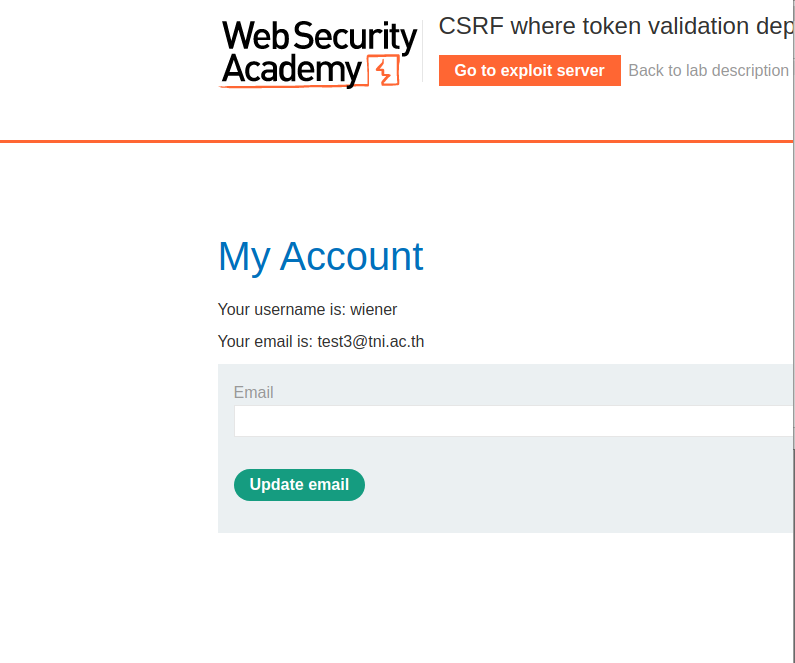 Web Security
Academy
CSRF where token validation dep
Go to exploit server
Back to lab description
My Account
Your username is: wiener
Your email is: test3@tni.ac.th
Email
Update email